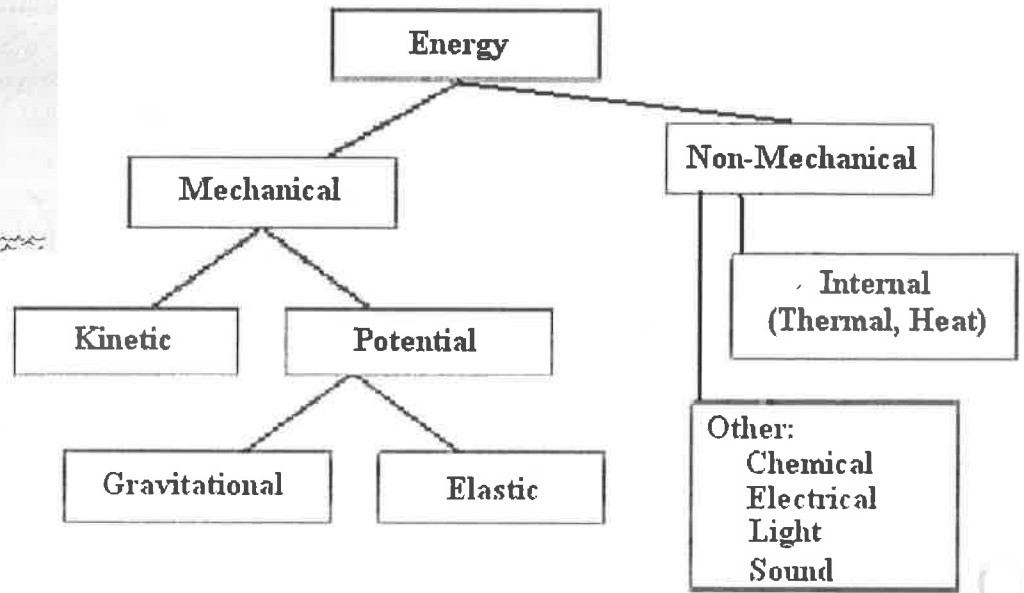 Energy
Mechanical
Non-Mechanical
Kinetic
Potential
Internal
(Thermal, Heat)
Gravitational
Elastic
Other:
Chemical
Electrical
Light
Sound